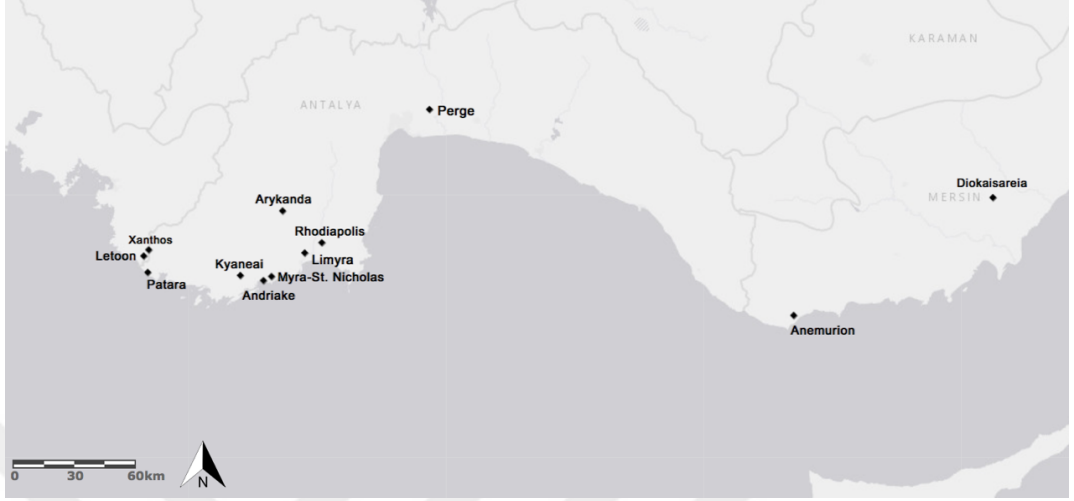 KARAMAN
ANTALYA
Perge
Diokaisareia
MERSIN
Arykanda
Rhodiapolis
Xanthos
Letoon
Limyra
Kyaneai
Myra-St. Nicholas
Patara
Andriake
Anemurion
0 30 60km
N